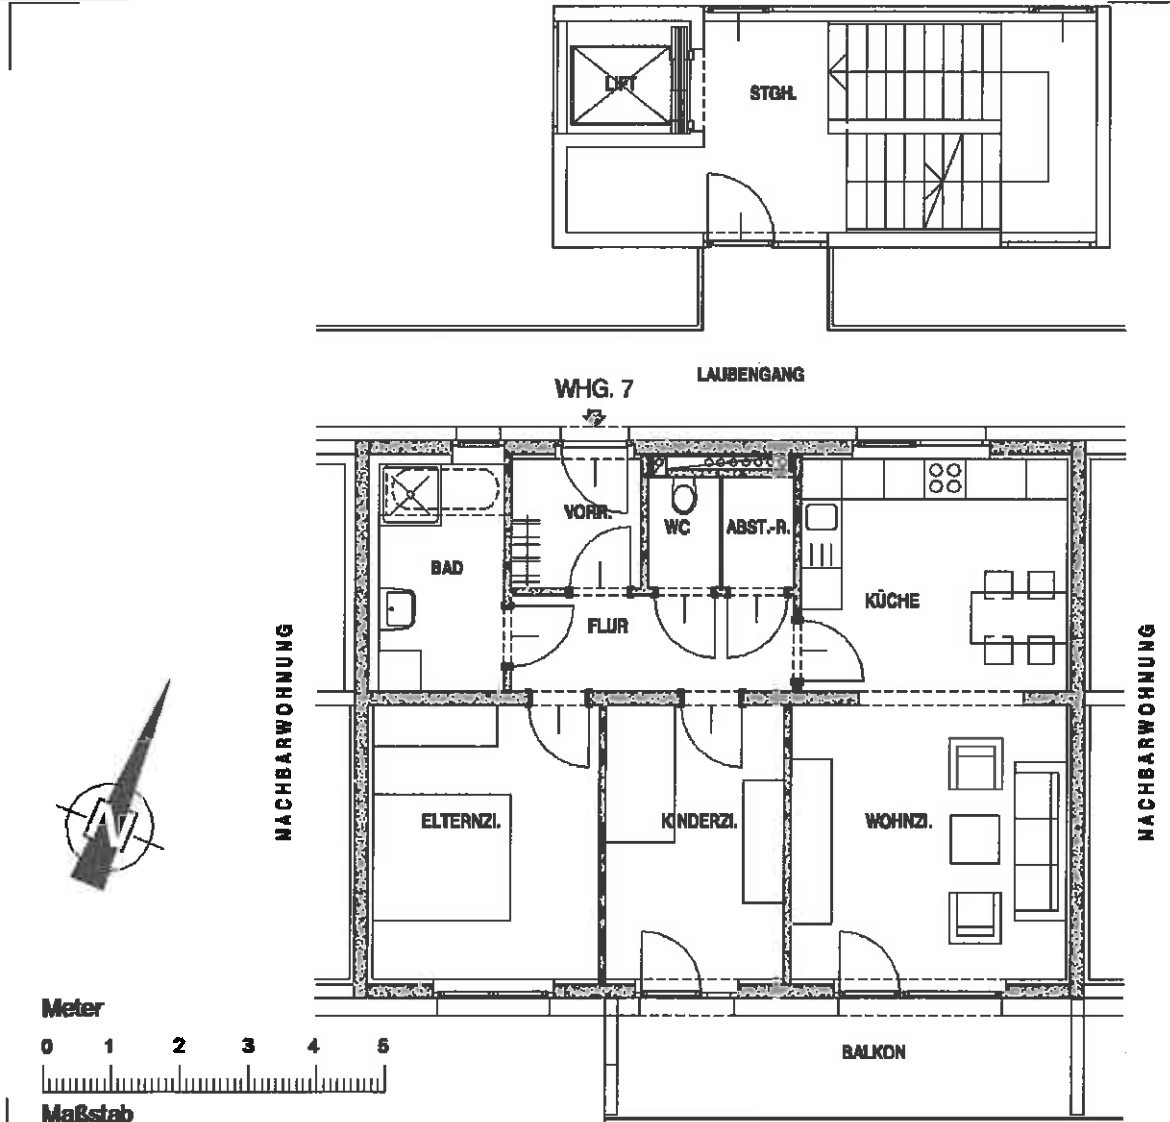 LIFT
STGH.
LAUBENGANG
WHG. 7
VORR.
WC
ABST.-R.
BAD
KÜCHE
FLUR
NACHBARWOHNUNG
NACHBARWOHNUNG
N
ELTERNZI.
KINDERZI.
WOHNZI.
BALKON
Meter
0 1 2 3 4 5
Maßstab